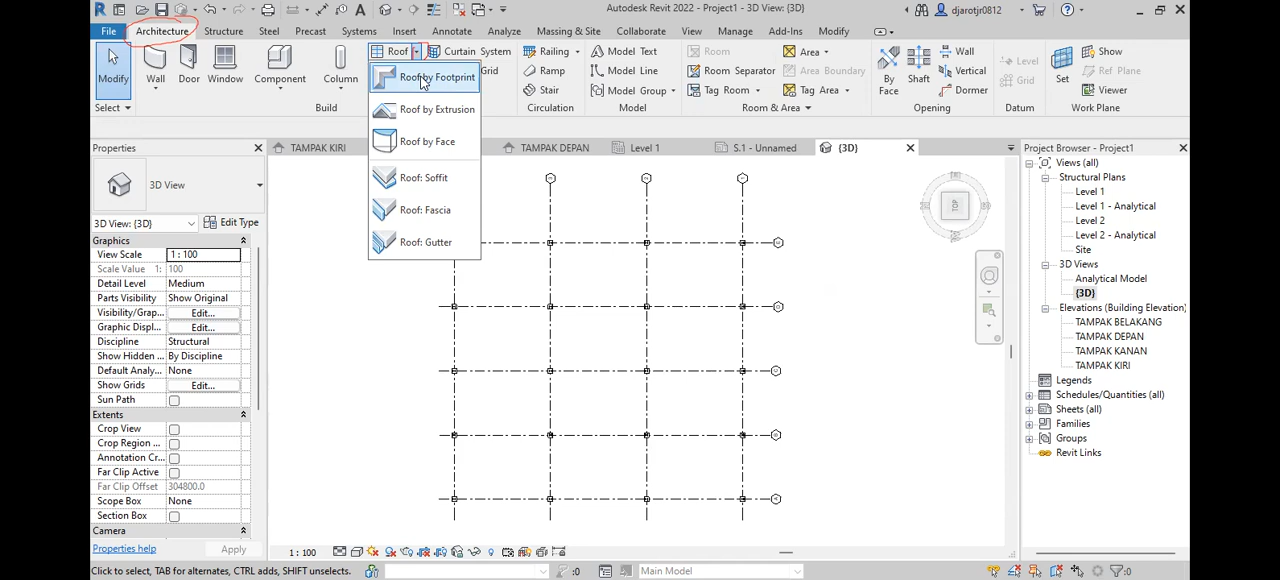 Autodesk Revit 2022 - Project1 - 3D View: {3D}
djarotjr0812
File Architecture Structure Steel Precast Systems Insert Annotate Analyze Massing & Site Collaborate View Manage Add-Ins Modify
Modify
Wall
Door
Window
Component
Column
Roof
Curtain System
Grid
Railing
Ramp
Stair
Model Text
Model Line
Model Group
Room
Room Separator
Tag Room
Area
Area Boundary
Tag Area
By Face
Shaft
Wall
Vertical
Dormer
Level
Grid
Set
Show
Viewer
Select
Build
Circulation
Model
Room & Area
Opening
Datum
Work Plane
Roof by Footprint
Roof by Extrusion
Roof by Face
Roof: Soffit
Roof: Fascia
Roof: Gutter
Properties
TAMPAK KIRI
TAMPAK DEPAN
Level 1
S.1 - Unnamed
{3D}
Project Browser - Project1
3D View
3D View: {3D}
Edit Type
Graphics
View Scale 1 : 100
Scale Value 1: 100
Detail Level Medium
Parts Visibility Show Original
Visibility/Grap... Edit...
Graphic Displ... Edit...
Discipline Structural
Show Hidden ... By Discipline
Default Analy... None
Show Grids Edit...
Sun Path
Extents
Crop View
Crop Region ...
Annotation Cr...
Far Clip Active
Far Clip Offset 304800.0
Scope Box None
Section Box
Camera
Properties help
Apply
TOP
Views (all)
Structural Plans
Level 1
Level 1 - Analytical
Level 2
Level 2 - Analytical
Site
3D Views
Analytical Model
{3D}
Elevations (Building Elevation)
TAMPAK BELAKANG
TAMPAK DEPAN
TAMPAK KANAN
TAMPAK KIRI
Legends
Schedules/Quantities (all)
Sheets (all)
Families
Groups
Revit Links
1 : 100
Click to select, TAB for alternates, CTRL adds, SHIFT unselects.
:0
Main Model
:0